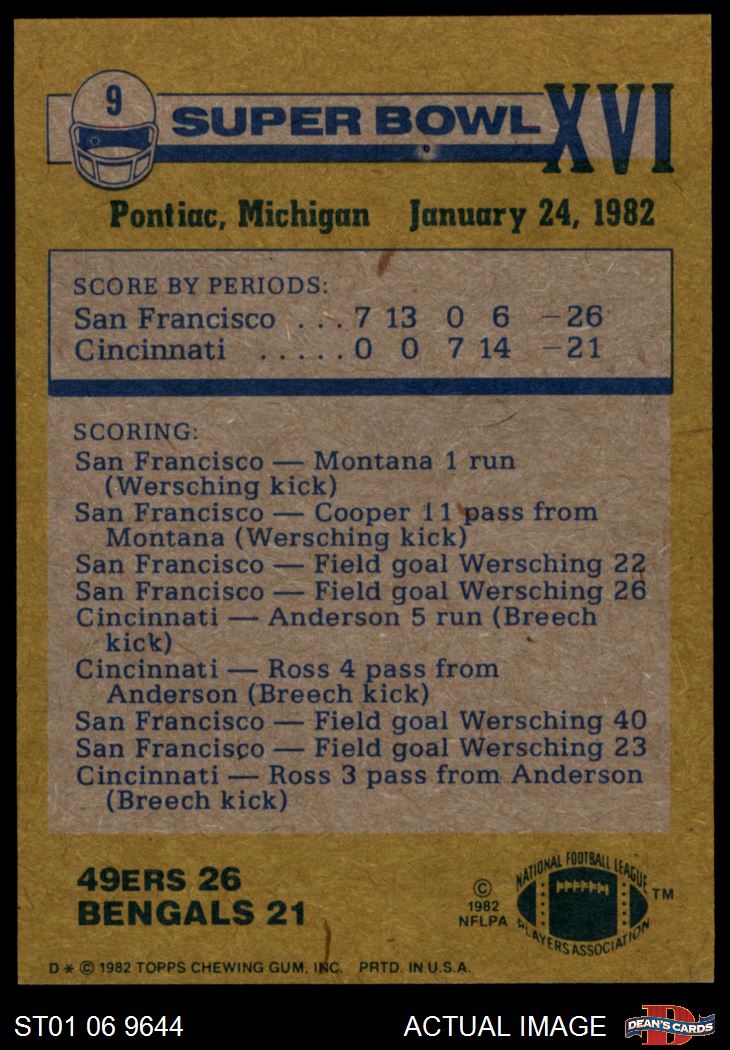 9
SUPER BOWL XVI
Pontiac, Michigan January 24, 1982
SCORE BY PERIODS:
San Francisco . . . 7 13 0 6 –26
Cincinnati . . . . . 0 0 7 14 –21
SCORING:
San Francisco — Montana 1 run
(Wersching kick)
San Francisco — Cooper 11 pass from
Montana (Wersching kick)
San Francisco — Field goal Wersching 22
San Francisco — Field goal Wersching 26
Cincinnati — Anderson 5 run (Breech
kick)
Cincinnati — Ross 4 pass from
Anderson (Breech kick)
San Francisco — Field goal Wersching 40
San Francisco — Field goal Wersching 23
Cincinnati — Ross 3 pass from Anderson
(Breech kick)
49ERS 26
BENGALS 21
© 1982 NFLPA
NATIONAL FOOTBALL LEAGUE
PLAYERS ASSOCIATION
TM
D * © 1982 TOPPS CHEWING GUM, INC. PRTD. IN U.S.A.
ST01 06 9644
ACTUAL IMAGE
D
DEAN'S CARDS